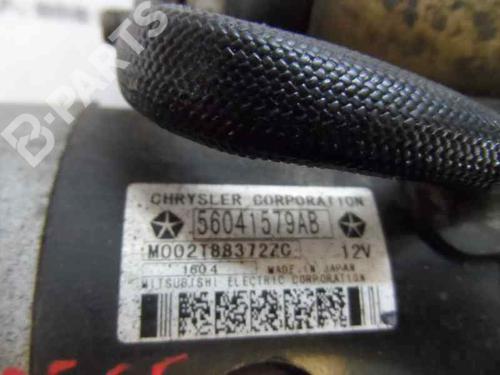 B-PARTS
CHRYSLER CORPORATION
56041579AB
M002T88372ZC 12V
1604 MADE IN JAPAN
MITSUBISHI ELECTRIC CORPORATION